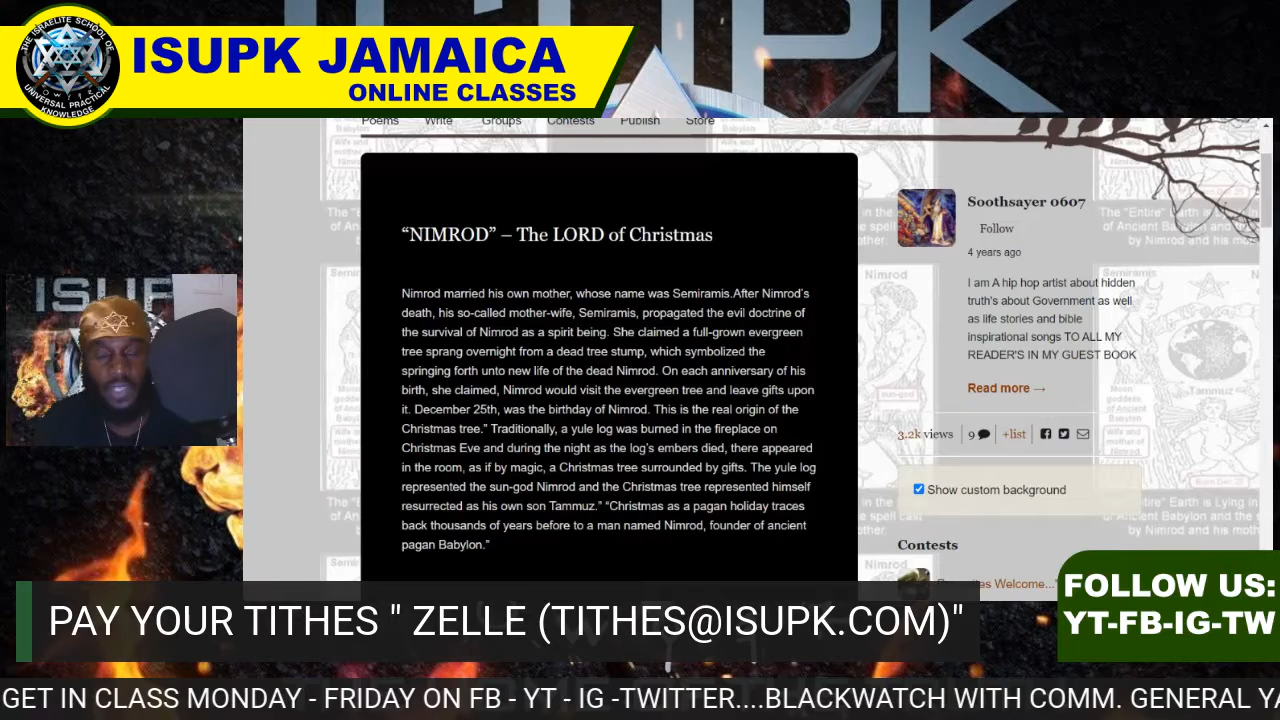 THE ISRAELITE SCHOOL OF
UNIVERSAL PRACTICAL
KNOWLEDGE
ISUPK JAMAICA
ONLINE CLASSES
Poems Write Groups Contests Publish Store
“NIMROD” – The LORD of Christmas
Nimrod married his own mother, whose name was Semiramis.After Nimrod’s
death, his so-called mother-wife, Semiramis, propagated the evil doctrine of
the survival of Nimrod as a spirit being. She claimed a full-grown evergreen
tree sprang overnight from a dead tree stump, which symbolized the
springing forth unto new life of the dead Nimrod. On each anniversary of his
birth, she claimed, Nimrod would visit the evergreen tree and leave gifts upon
it. December 25th, was the birthday of Nimrod. This is the real origin of the
Christmas tree.” Traditionally, a yule log was burned in the fireplace on
Christmas Eve and during the night as the log’s embers died, there appeared
in the room, as if by magic, a Christmas tree surrounded by gifts. The yule log
represented the sun-god Nimrod and the Christmas tree represented himself
resurrected as his own son Tammuz.” “Christmas as a pagan holiday traces
back thousands of years before to a man named Nimrod, founder of ancient
pagan Babylon.”
Soothsayer 0607
Follow
4 years ago
I am A hip hop artist about hidden
truth's about Government as well
as life stories and bible
inspirational songs TO ALL MY
READER'S IN MY GUEST BOOK
Read more →
3.2k views 9 +list
Show custom background
Contests
Welcome..."
Nimrod
Semiramis
Tammuz
PAY YOUR TITHES " ZELLE (TITHES@ISUPK.COM)"
FOLLOW US:
YT-FB-IG-TW
GET IN CLASS MONDAY - FRIDAY ON FB - YT - IG -TWITTER....BLACKWATCH WITH COMM. GENERAL